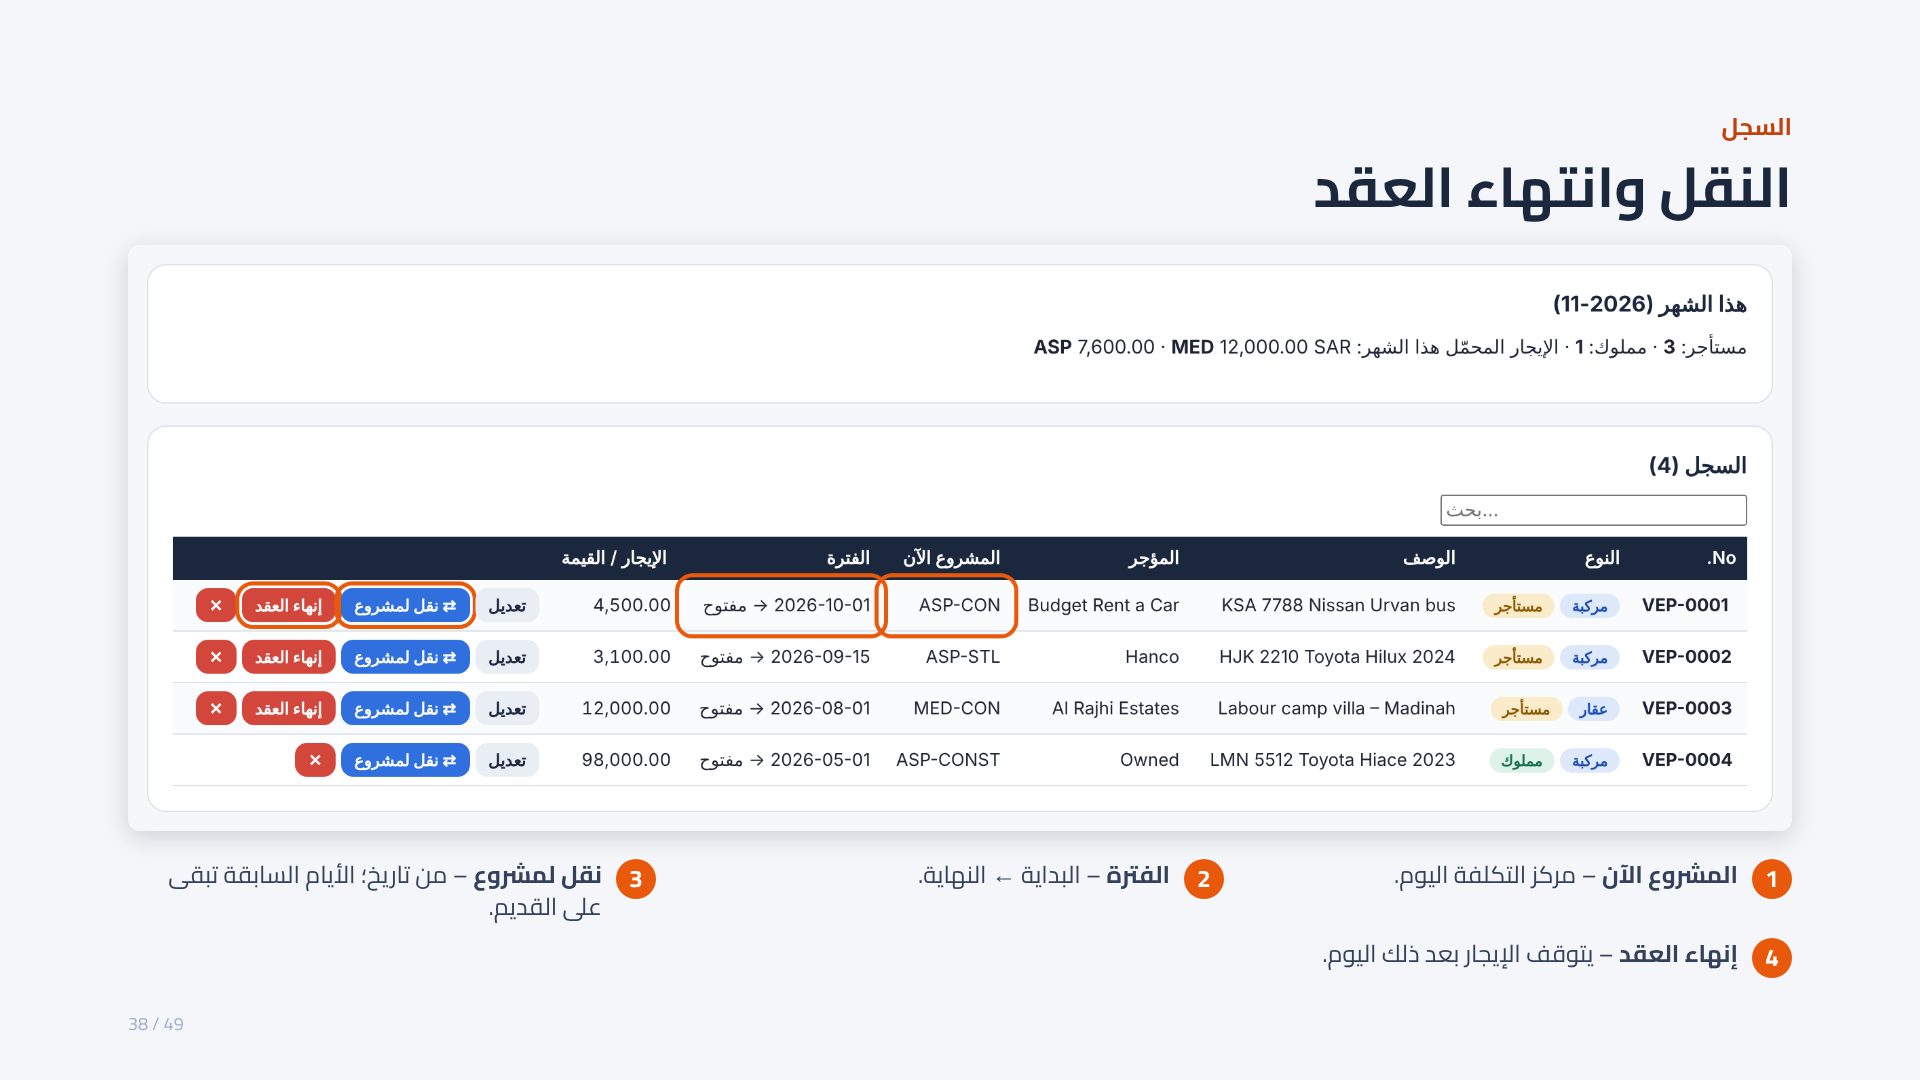 السجل
النقل وانتهاء العقد
هذا الشهر (2026-11)
مستأجر: 3 · مملوك: 1 · الإيجار المحمّل هذا الشهر: ASP 7,600.00 · MED 12,000.00 SAR
السجل (4)
بحث...
No. النوع الوصف المؤجر المشروع الآن الفترة الإيجار / القيمة
VEP-0001 مركبة مستأجر KSA 7788 Nissan Urvan bus Budget Rent a Car ASP-CON 2026-10-01 → مفتوح 4,500.00 تعديل ⇄ نقل لمشروع إنهاء العقد ✕
VEP-0002 مركبة مستأجر HJK 2210 Toyota Hilux 2024 Hanco ASP-STL 2026-09-15 → مفتوح 3,100.00 تعديل ⇄ نقل لمشروع إنهاء العقد ✕
VEP-0003 عقار مستأجر Labour camp villa – Madinah Al Rajhi Estates MED-CON 2026-08-01 → مفتوح 12,000.00 تعديل ⇄ نقل لمشروع إنهاء العقد ✕
VEP-0004 مركبة مملوك LMN 5512 Toyota Hiace 2023 Owned ASP-CONST 2026-05-01 → مفتوح 98,000.00 تعديل ⇄ نقل لمشروع ✕
1 المشروع الآن – مركز التكلفة اليوم.
2 الفترة – البداية ← النهاية.
3 نقل لمشروع – من تاريخ؛ الأيام السابقة تبقى
على القديم.
4 إنهاء العقد – يتوقف الإيجار بعد ذلك اليوم.
38 / 49